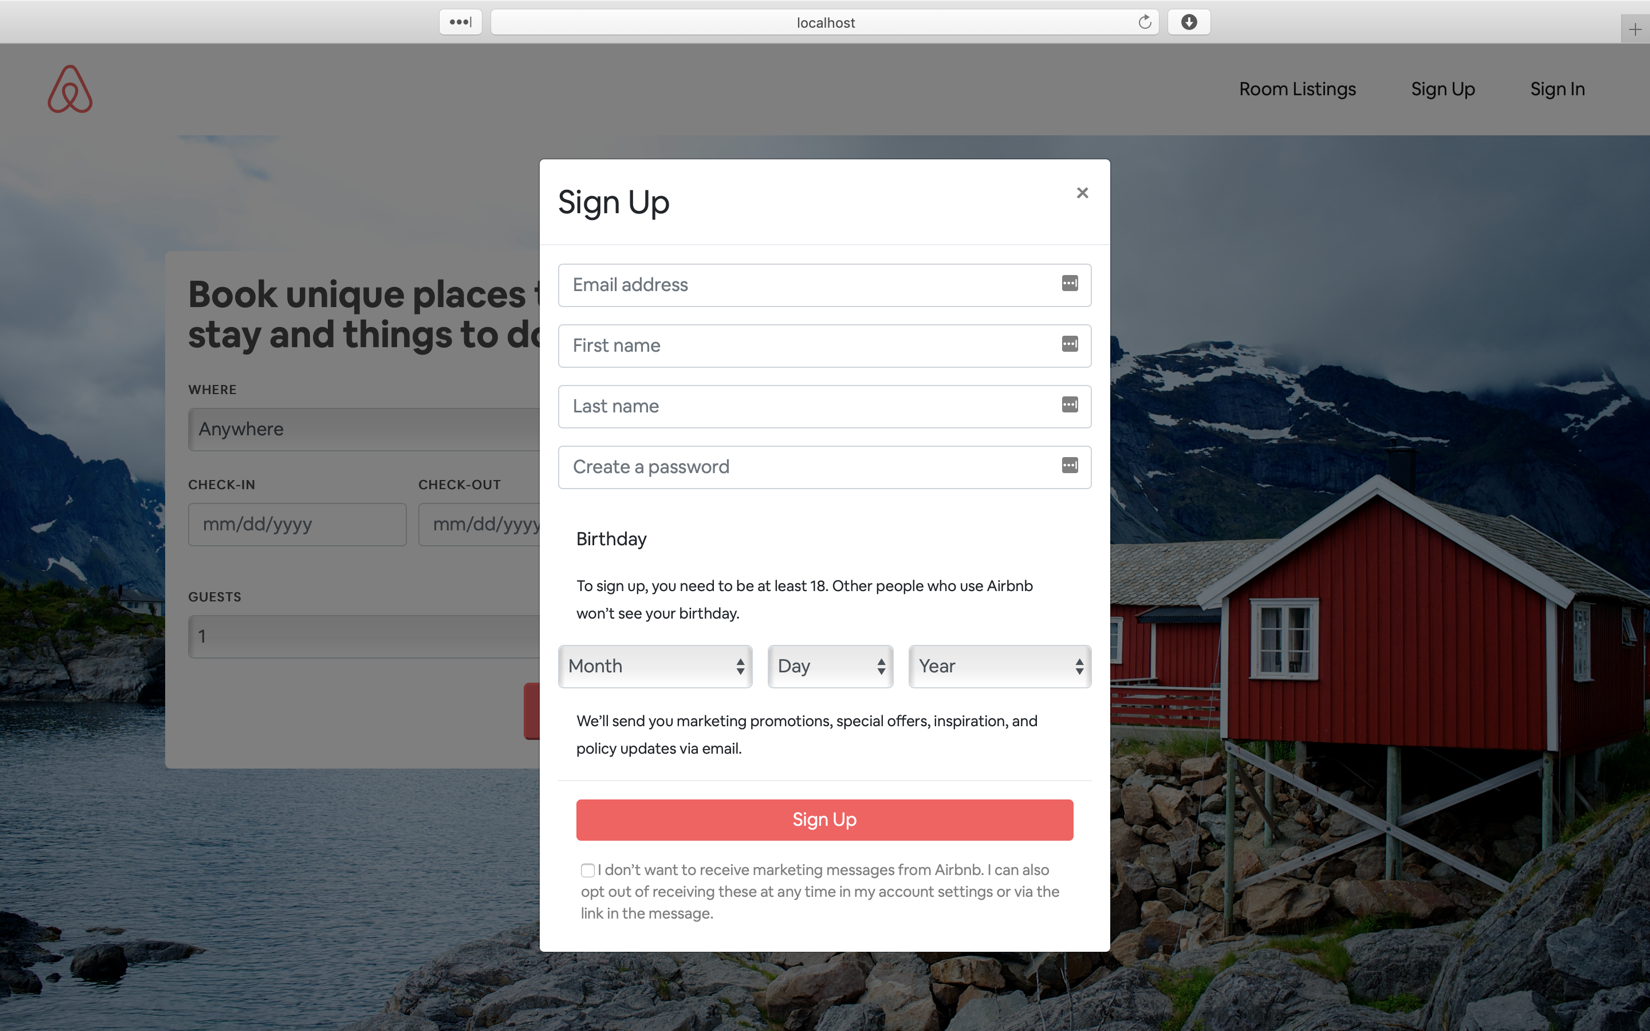 localhost
Room Listings
Sign Up
Sign In
Book unique places
stay and things to
WHERE
Anywhere
CHECK-IN
CHECK-OUT
mm/dd/yyyy
mm/dd/yyyy
GUESTS
1
Sign Up
×
Email address
First name
Last name
Create a password
Birthday
To sign up, you need to be at least 18. Other people who use Airbnb
won’t see your birthday.
Month
Day
Year
We’ll send you marketing promotions, special offers, inspiration, and
policy updates via email.
Sign Up
I don’t want to receive marketing messages from Airbnb. I can also
opt out of receiving these at any time in my account settings or via the
link in the message.